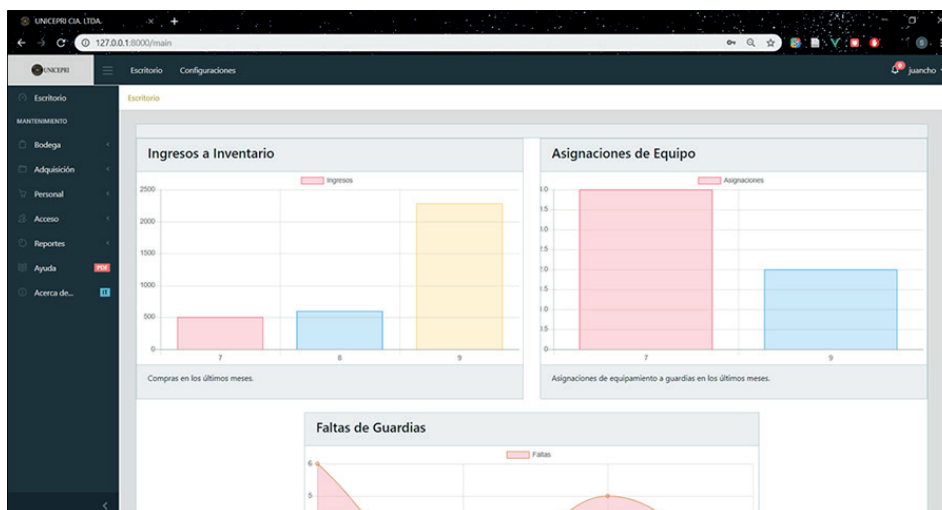 UNICEPRI CIA. LTDA.
127.0.0.1:8000/main
UNICEPRI
Escritorio
Configuraciones
juancho
Escritorio
MANTENIMIENTO
Bodega
Adquisición
Personal
Acceso
Reportes
Ayuda PDF
Acerca de... IT
Escritorio
Ingresos a Inventario
Ingresos
2500
2000
1500
1000
500
0
7 8 9
Compras en los últimos meses.
Asignaciones de Equipo
Asignaciones
0
7 9
Asignaciones de equipamiento a guardias en los últimos meses.
Faltas de Guardias
Faltas
6
5